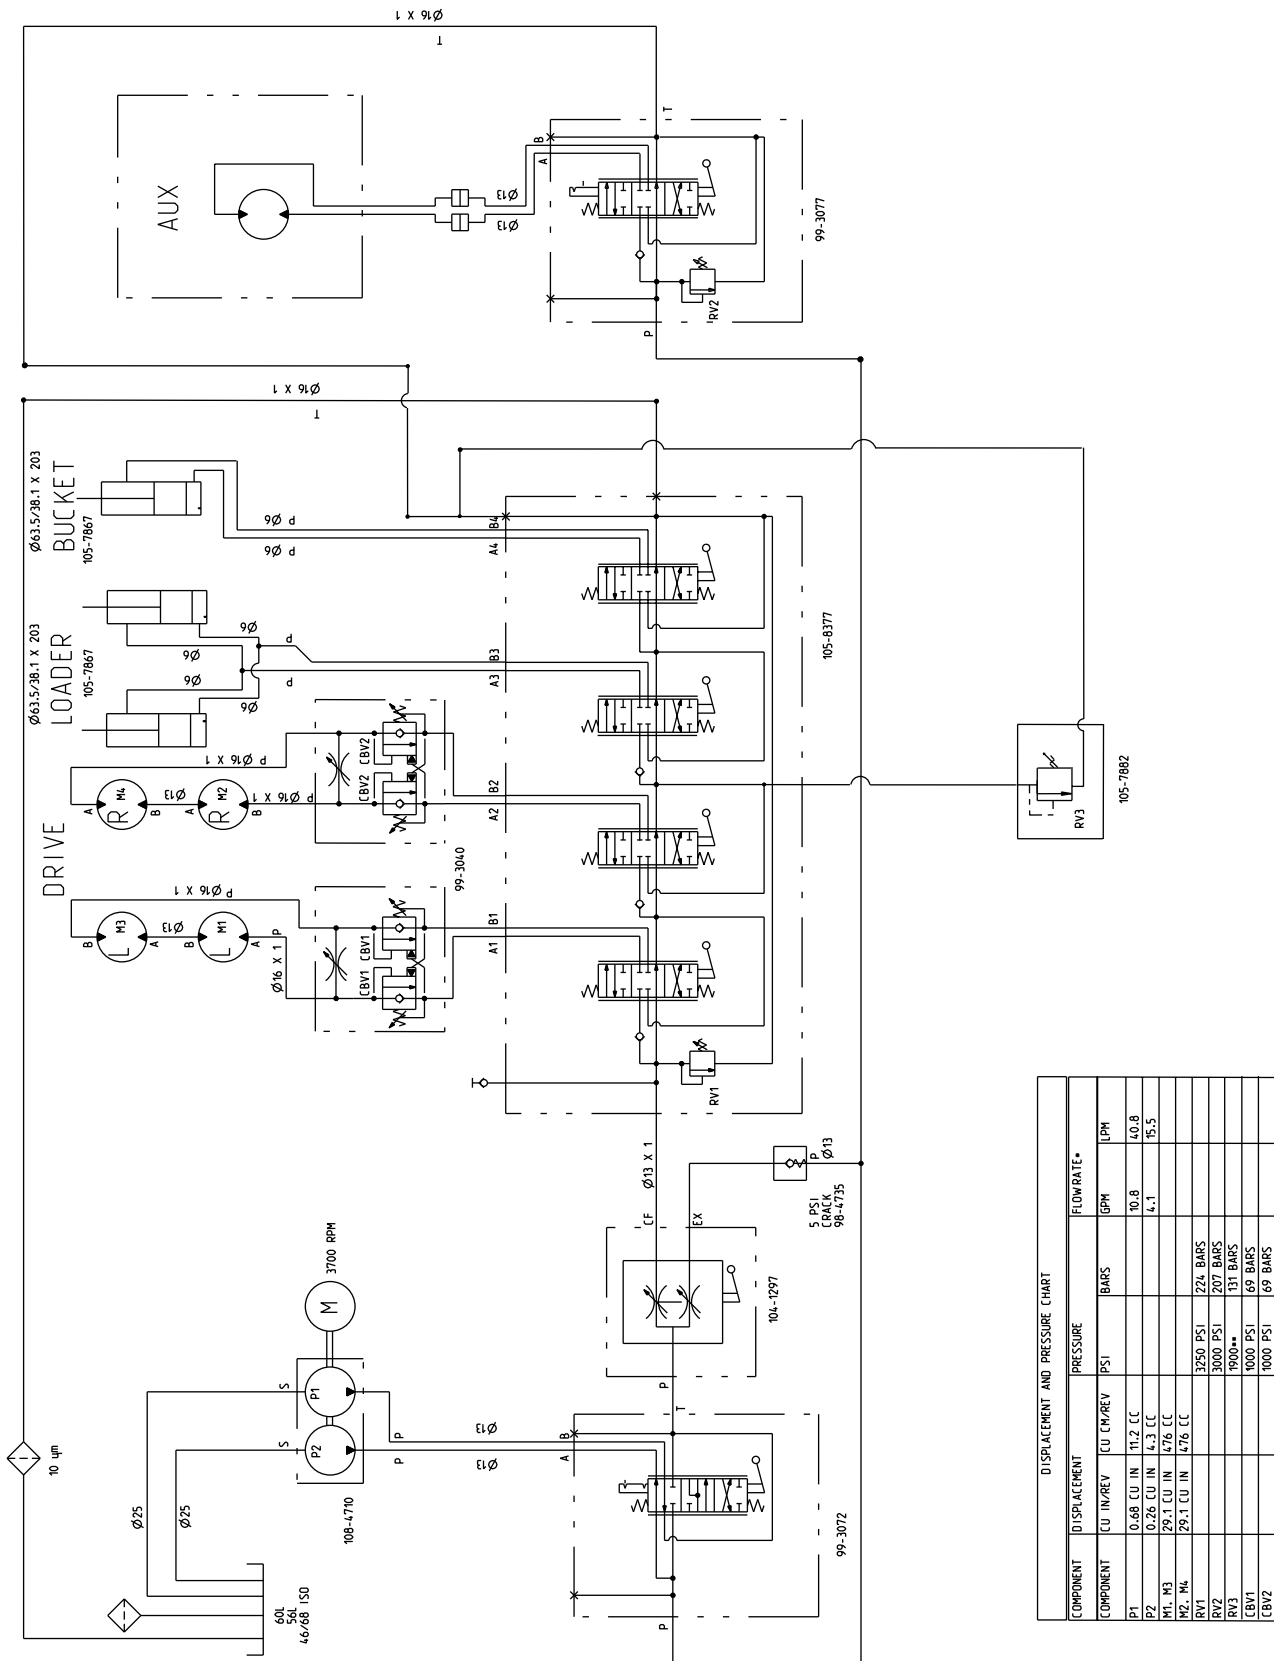 Ø16 X 1
T
AUX
Ø13
Ø13
A
B
T
P
RV2
99-3077
Ø16 X 1
T
Ø63.5/38.1 X 203
BUCKET
105-7867
P Ø6
P Ø6
A4
B4
Ø63.5/38.1 X 203
LOADER
105-7867
Ø6
Ø6
Ø6
Ø6
P
P
A3
B3
105-8377
DRIVE
P Ø16 X 1
A
R M4
B
Ø13
A
R M2
B
P Ø16 X 1
CBV2
CBV2
A2
B2
99-3040
P Ø16 X 1
B
L M3
A
Ø13
B
L M1
A
Ø16 X 1 P
CBV1
CBV1
A1
B1
RV1
RV3
105-7882
Ø13 X 1
CF
EX
5 PSI
CRACK
98-4735
P
Ø13
104-1297
P
M
3700 RPM
P1
P2
S
S
108-4710
P
P
Ø13
Ø13
A
B
T
P
99-3072
10 µm
Ø25
Ø25
60L
56L
46/68 ISO
DISPLACEMENT AND PRESSURE CHART
COMPONENT DISPLACEMENT PRESSURE FLOWRATE*
COMPONENT CU IN/REV CU CM/REV PSI BARS GPM LPM
P1 0.68 CU IN 11.2 CC 10.8 40.8
P2 0.26 CU IN 4.3 CC 4.1 15.5
M1, M3 29.1 CU IN 476 CC
M2, M4 29.1 CU IN 476 CC
RV1 3250 PSI 224 BARS
RV2 3000 PSI 207 BARS
RV3 1900** 131 BARS
CBV1 1000 PSI 69 BARS
CBV2 1000 PSI 69 BARS